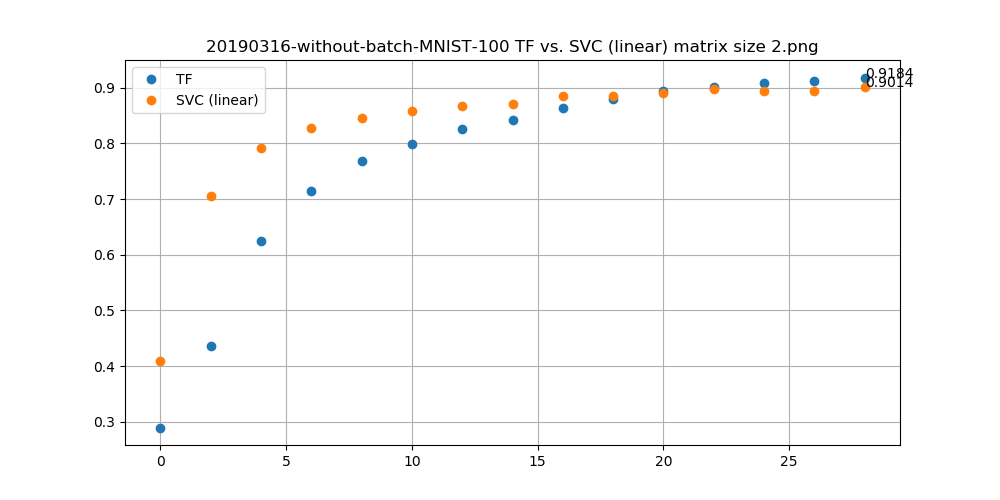 20190316-without-batch-MNIST-100 TF vs. SVC (linear) matrix size 2.png
TF
SVC (linear)
0.9184
0.9014
0.9
0.8
0.7
0.6
0.5
0.4
0.3
0 5 10 15 20 25